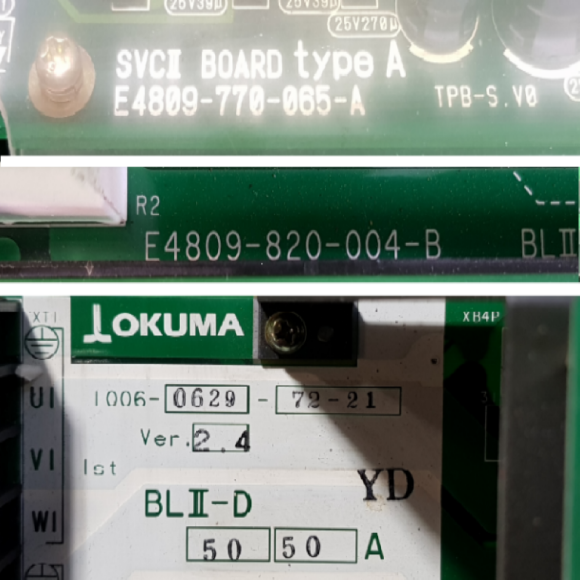 25V39µ 25V39µ
25V270µ
SVCⅡ BOARD type A
E4809-770-065-A
TPB-S.V0
R2
E4809-820-004-B
BLⅡ
XT1
OKUMA
XB4P
U1
1006-0629-72-21
Ver.2.4
V1
1st
YD
BLⅡ-D
W1
50 50 A